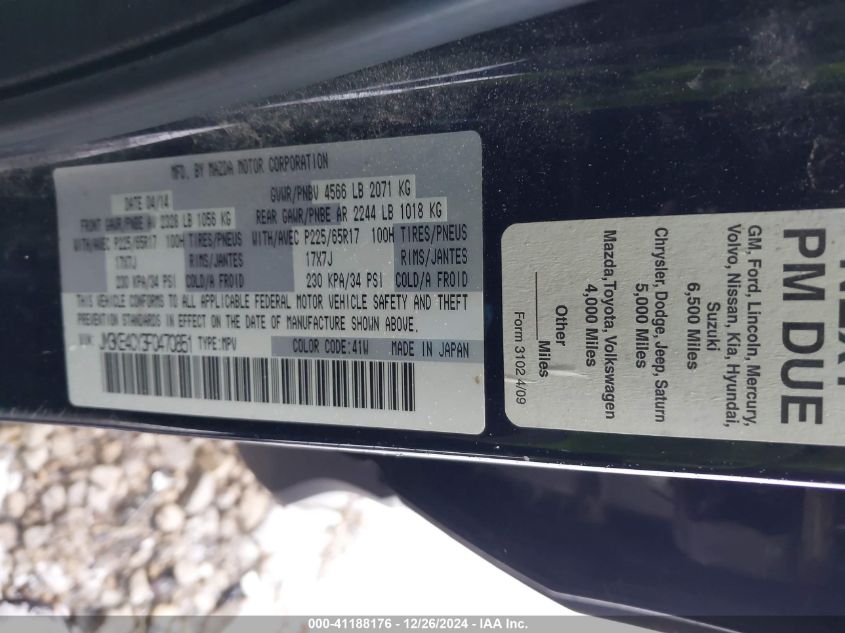 MFD. BY MAZDA MOTOR CORPORATION
DATE 04/14
GVWR/PNBV 4566 LB 2071 KG
FRONT GAWR/PNBE AV 2328 LB 1056 KG
REAR GAWR/PNBE AR 2244 LB 1018 KG
WITH/AVEC P225/65R17 100H TIRES/PNEUS
WITH/AVEC P225/65R17 100H TIRES/PNEUS
17X7J RIMS/JANTES
17X7J RIMS/JANTES
230 KPA/34 PSI COLD/A FROID
230 KPA/34 PSI COLD/A FROID
THIS VEHICLE CONFORMS TO ALL APPLICABLE FEDERAL MOTOR VEHICLE SAFETY AND THEFT
PREVENTION STANDARDS IN EFFECT ON THE DATE OF MANUFACTURE SHOWN ABOVE.
VIN: JM3KE4CY3F0470851 TYPE:MPV
COLOR CODE:41W MADE IN JAPAN
NEXT
PM DUE
GM, Ford, Lincoln, Mercury,
Volvo, Nissan, Kia, Hyundai,
Suzuki
6,500 Miles
Chrysler, Dodge, Jeep, Saturn
5,000 Miles
Mazda,Toyota, Volkswagen
4,000 Miles
Other
Miles
Form 3102 4/09
000-41188176 - 12/26/2024 - IAA Inc.